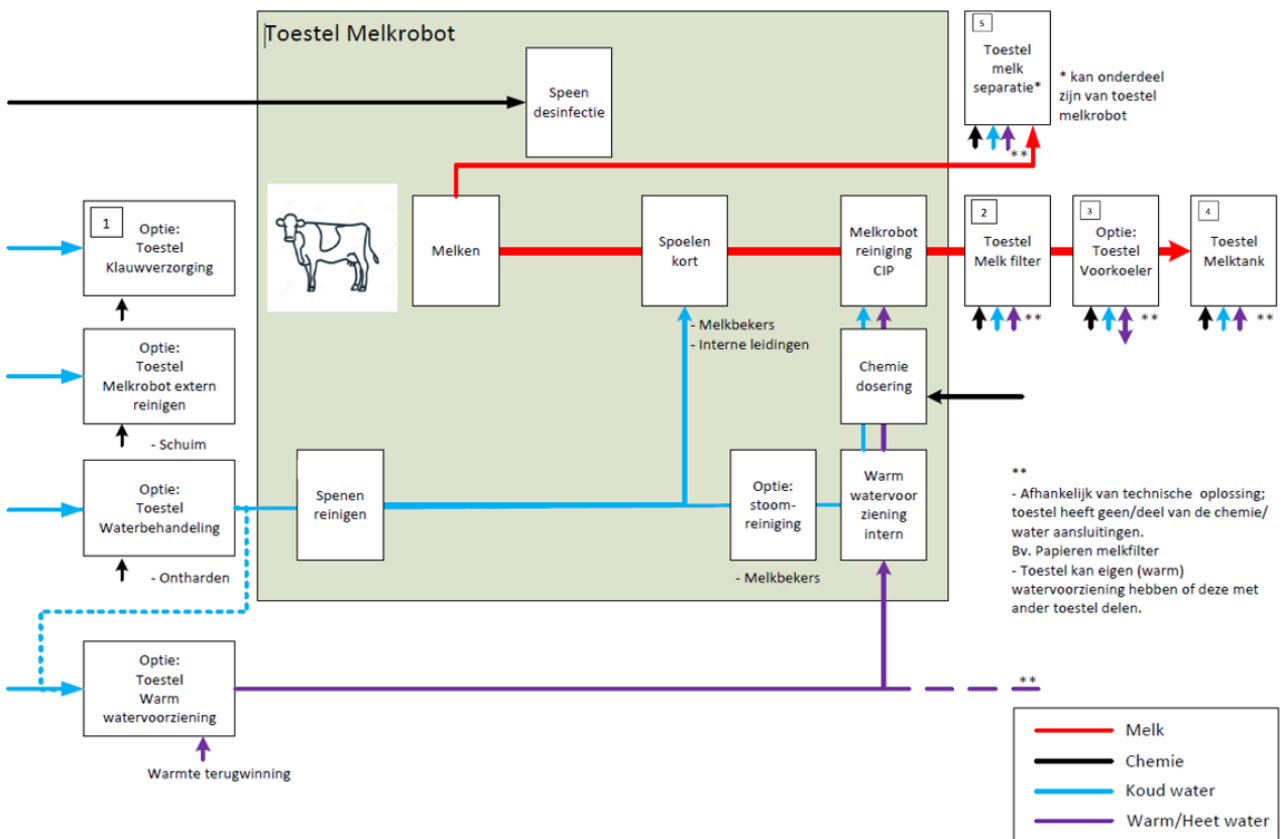 Toestel Melkrobot
Speen
desinfectie
5
Toestel
melk
separatie*
* kan onderdeel
zijn van toestel
melkrobot
**
1
Optie:
Toestel
Klauwverzorging
Melken
Spoelen
kort
Melkrobot
reiniging
CIP
2
Toestel
Melk filter
3
Optie:
Toestel
Voorkoeler
4
Toestel
Melktank
**
**
**
- Melkbekers
- Interne leidingen
Optie:
Toestel
Melkrobot extern
reinigen
- Schuim
Chemie
dosering
Optie:
Toestel
Waterbehandeling
- Ontharden
Spenen
reinigen
Optie:
stoom-
reiniging
- Melkbekers
Warm
watervoor
ziening
intern
**
- Afhankelijk van technische oplossing;
toestel heeft geen/deel van de chemie/
water aansluitingen.
Bv. Papieren melkfilter
- Toestel kan eigen (warm)
watervoorziening hebben of deze met
ander toestel delen.
Optie:
Toestel
Warm
watervoorziening
**
Warmte terugwinning
Melk
Chemie
Koud water
Warm/Heet water